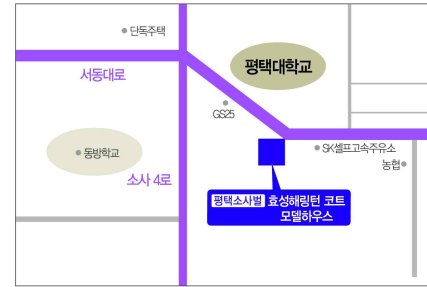 단독주택
서동대로
평택대학교
GS25
동방학교
SK셀프고속주유소
농협
소사 4로
평택소사벌 효성해링턴 코트
모델하우스